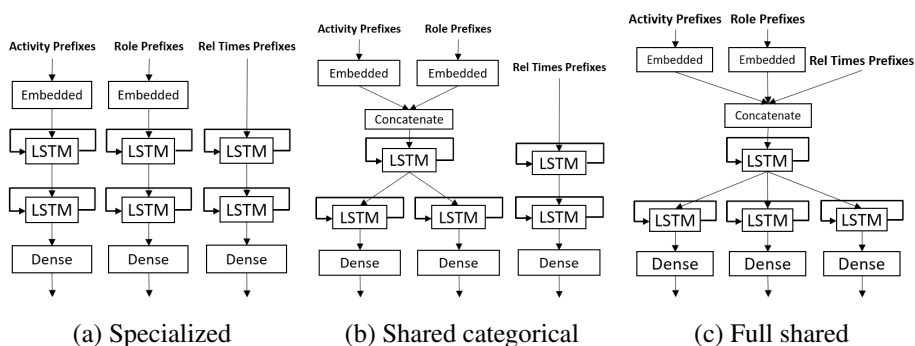 Activity Prefixes Role Prefixes Rel Times Prefixes
Embedded Embedded
LSTM LSTM LSTM
LSTM LSTM LSTM
Dense Dense Dense
(a) Specialized
Activity Prefixes Role Prefixes
Embedded Embedded
Rel Times Prefixes
Concatenate
LSTM LSTM
LSTM LSTM LSTM
Dense Dense Dense
(b) Shared categorical
Activity Prefixes Role Prefixes
Embedded Embedded Rel Times Prefixes
Concatenate
LSTM
LSTM LSTM LSTM
Dense Dense Dense
(c) Full shared